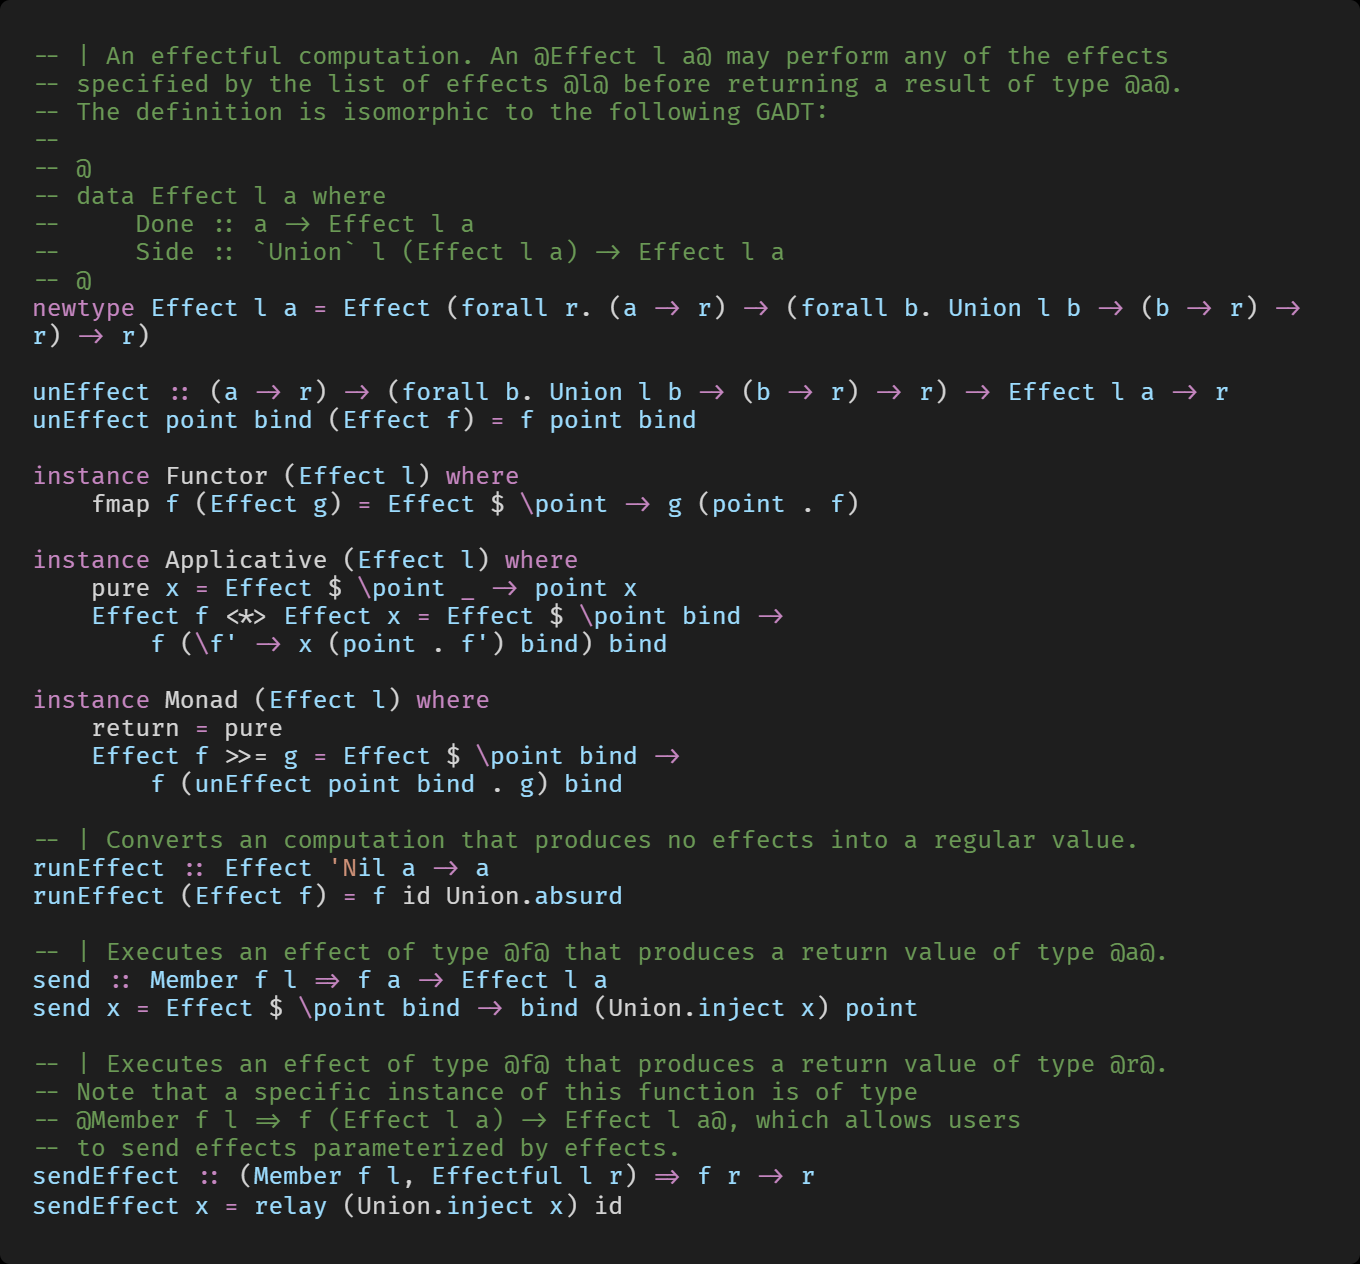 -- | An effectful computation. An @Effect l a@ may perform any of the effects
-- specified by the list of effects @l@ before returning a result of type @a@.
-- The definition is isomorphic to the following GADT:
--
-- @
-- data Effect l a where
--     Done :: a -> Effect l a
--     Side :: `Union` l (Effect l a) -> Effect l a
-- @
newtype Effect l a = Effect (forall r. (a -> r) -> (forall b. Union l b -> (b -> r) ->
r) -> r)

unEffect :: (a -> r) -> (forall b. Union l b -> (b -> r) -> r) -> Effect l a -> r
unEffect point bind (Effect f) = f point bind

instance Functor (Effect l) where
    fmap f (Effect g) = Effect $ \point -> g (point . f)

instance Applicative (Effect l) where
    pure x = Effect $ \point _ -> point x
    Effect f <*> Effect x = Effect $ \point bind ->
        f (\f' -> x (point . f') bind) bind

instance Monad (Effect l) where
    return = pure
    Effect f >>= g = Effect $ \point bind ->
        f (unEffect point bind . g) bind

-- | Converts an computation that produces no effects into a regular value.
runEffect :: Effect 'Nil a -> a
runEffect (Effect f) = f id Union.absurd

-- | Executes an effect of type @f@ that produces a return value of type @a@.
send :: Member f l => f a -> Effect l a
send x = Effect $ \point bind -> bind (Union.inject x) point

-- | Executes an effect of type @f@ that produces a return value of type @r@.
-- Note that a specific instance of this function is of type
-- @Member f l => f (Effect l a) -> Effect l a@, which allows users
-- to send effects parameterized by effects.
sendEffect :: (Member f l, Effectful l r) => f r -> r
sendEffect x = relay (Union.inject x) id